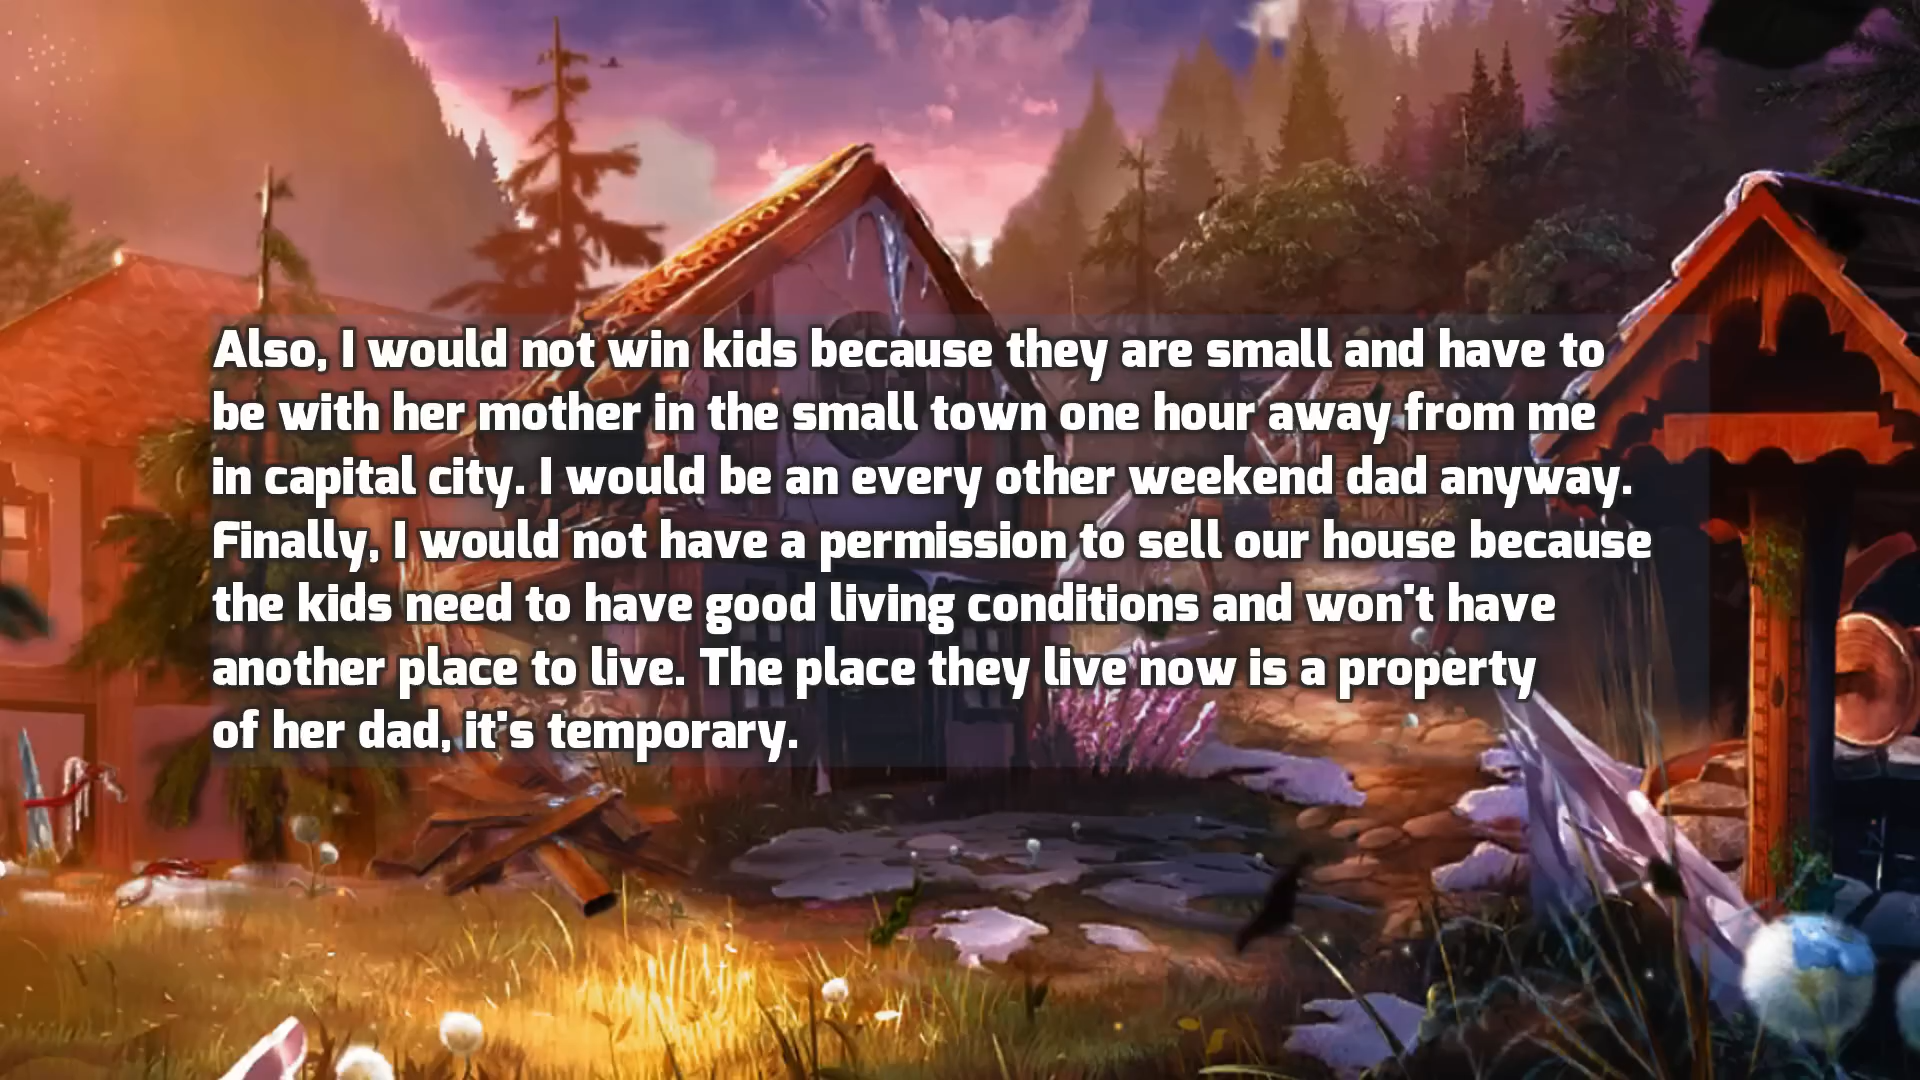 Also, I would not win kids because they are small and have to
be with her mother in the small town one hour away from me
in capital city. I would be an every other weekend dad anyway.
Finally, I would not have a permission to sell our house because
the kids need to have good living conditions and won't have
another place to live. The place they live now is a property
of her dad, it's temporary.